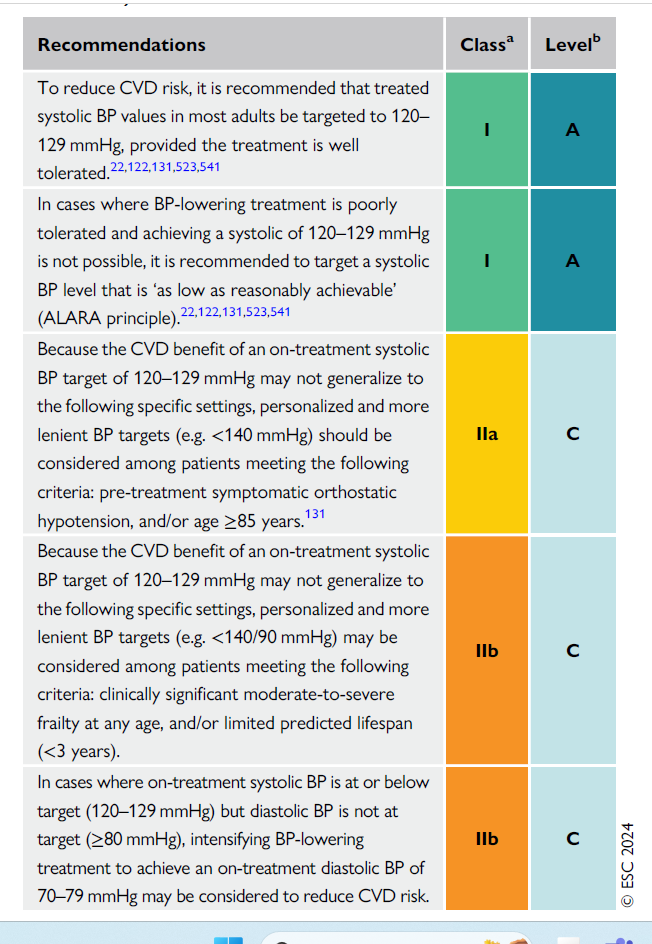 Recommendations Classa Levelb
To reduce CVD risk, it is recommended that treated
systolic BP values in most adults be targeted to 120–
129 mmHg, provided the treatment is well
tolerated.22,122,131,523,541
I A
In cases where BP-lowering treatment is poorly
tolerated and achieving a systolic of 120–129 mmHg
is not possible, it is recommended to target a systolic
BP level that is ‘as low as reasonably achievable’
(ALARA principle).22,122,131,523,541
I A
Because the CVD benefit of an on-treatment systolic
BP target of 120–129 mmHg may not generalize to
the following specific settings, personalized and more
lenient BP targets (e.g. <140 mmHg) should be
considered among patients meeting the following
criteria: pre-treatment symptomatic orthostatic
hypotension, and/or age ≥85 years.131
IIa C
Because the CVD benefit of an on-treatment systolic
BP target of 120–129 mmHg may not generalize to
the following specific settings, personalized and more
lenient BP targets (e.g. <140/90 mmHg) may be
considered among patients meeting the following
criteria: clinically significant moderate-to-severe
frailty at any age, and/or limited predicted lifespan
(<3 years).
IIb C
In cases where on-treatment systolic BP is at or below
target (120–129 mmHg) but diastolic BP is not at
target (≥80 mmHg), intensifying BP-lowering
treatment to achieve an on-treatment diastolic BP of
70–79 mmHg may be considered to reduce CVD risk.
IIb C
© ESC 2024